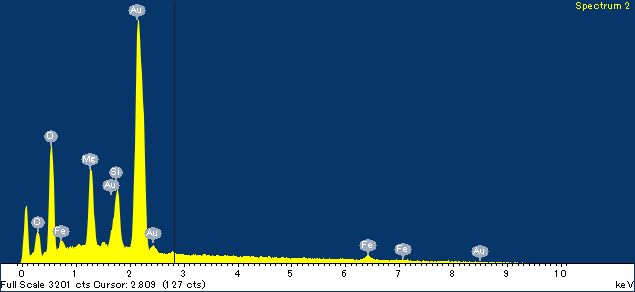 Spectrum 2
Au
O
Mg
Si
Au
C
Fe
Au
Fe
Fe
Au
0 1 2 3 4 5 6 7 8 9 10
Full Scale 3201 cts Cursor: 2.809 (127 cts) keV